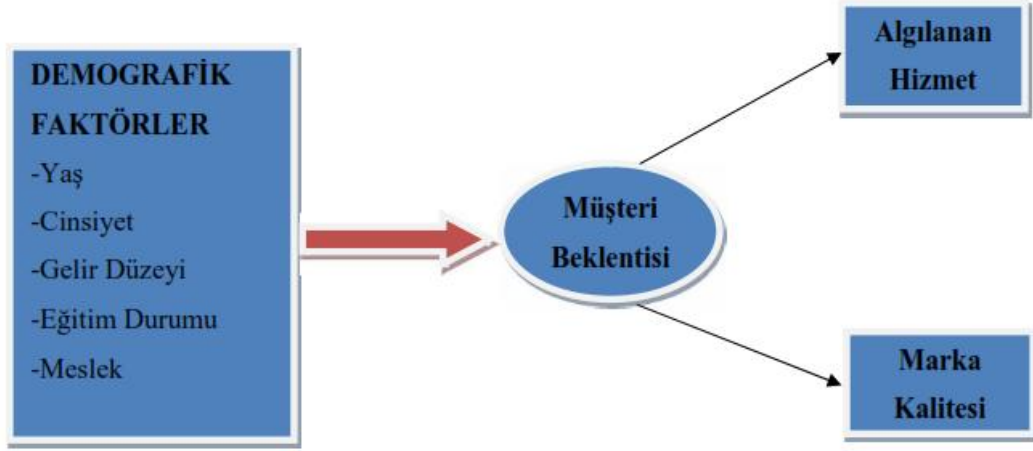 DEMOGRAFİK
FAKTÖRLER
-Yaş
-Cinsiyet
-Gelir Düzeyi
-Eğitim Durumu
-Meslek
Müşteri
Beklentisi
Algılanan
Hizmet
Marka
Kalitesi